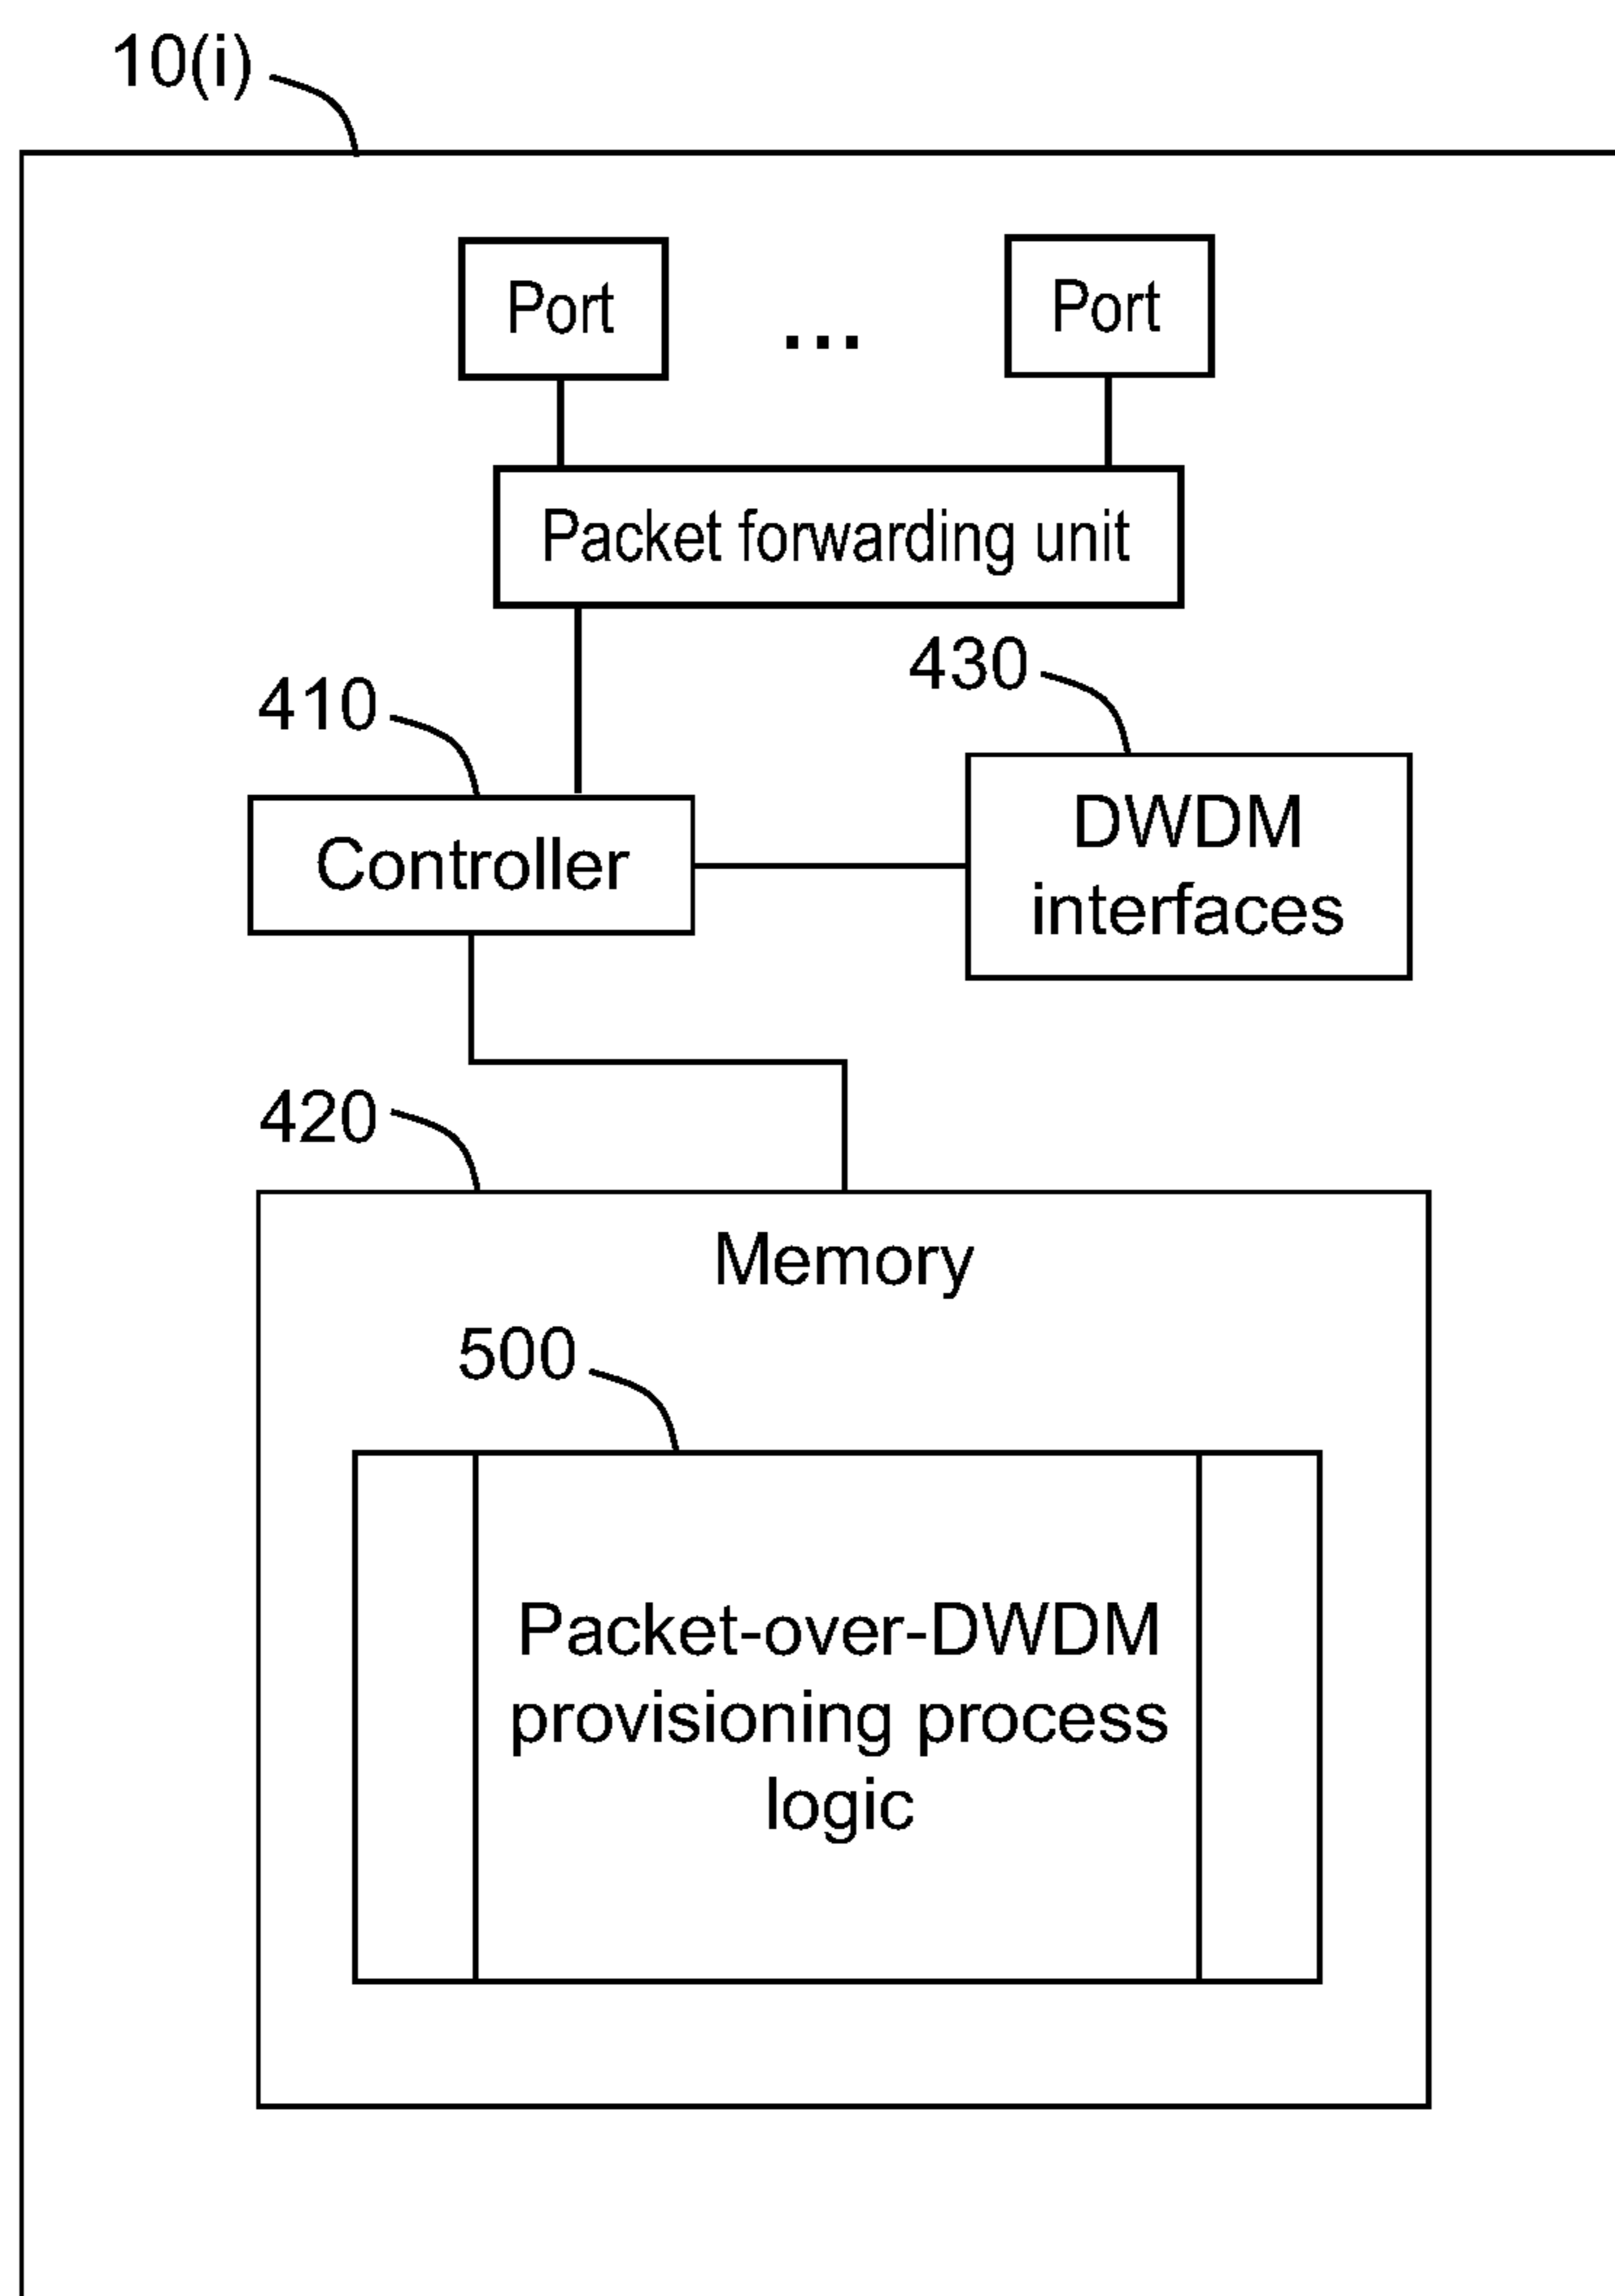 10(i)
Port
...
Port
Packet forwarding unit
430
410
DWDM
interfaces
Controller
420
Memory
500
Packet-over-DWDM
provisioning process
logic